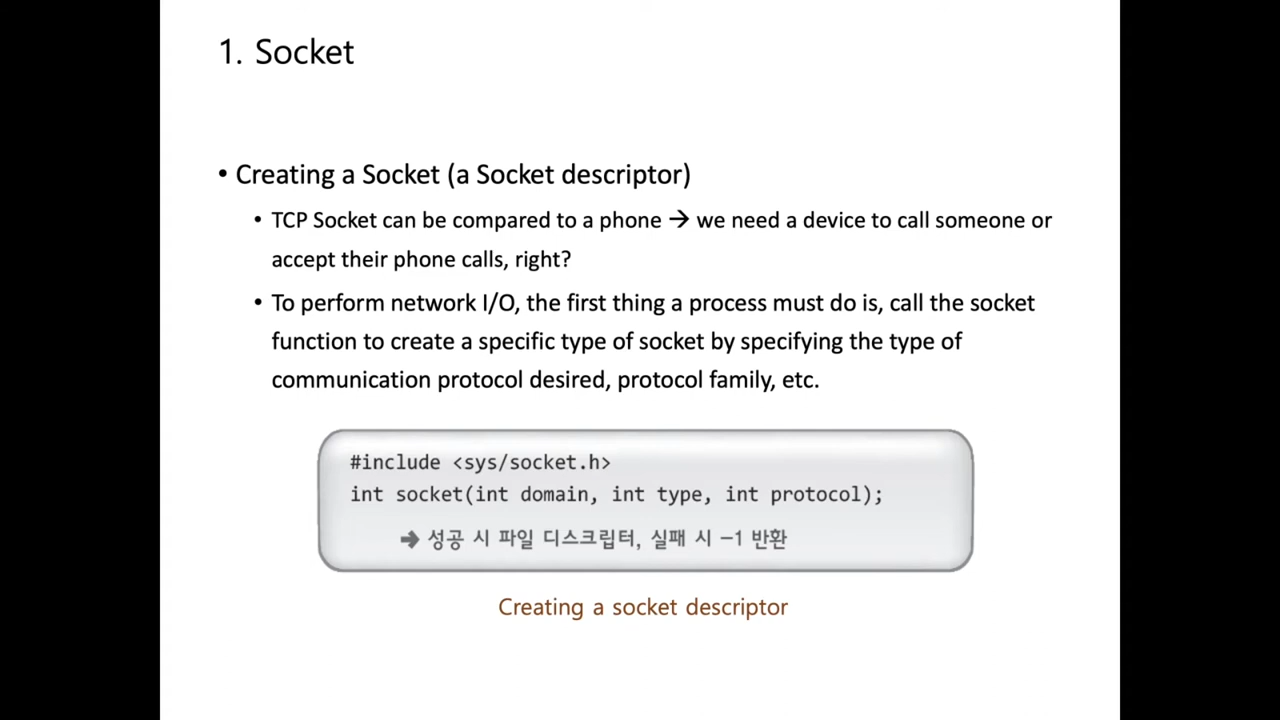 1. Socket
• Creating a Socket (a Socket descriptor)
• TCP Socket can be compared to a phone → we need a device to call someone or
accept their phone calls, right?
• To perform network I/O, the first thing a process must do is, call the socket
function to create a specific type of socket by specifying the type of
communication protocol desired, protocol family, etc.
#include <sys/socket.h>
int socket(int domain, int type, int protocol);
➜ 성공 시 파일 디스크립터, 실패 시 –1 반환
Creating a socket descriptor